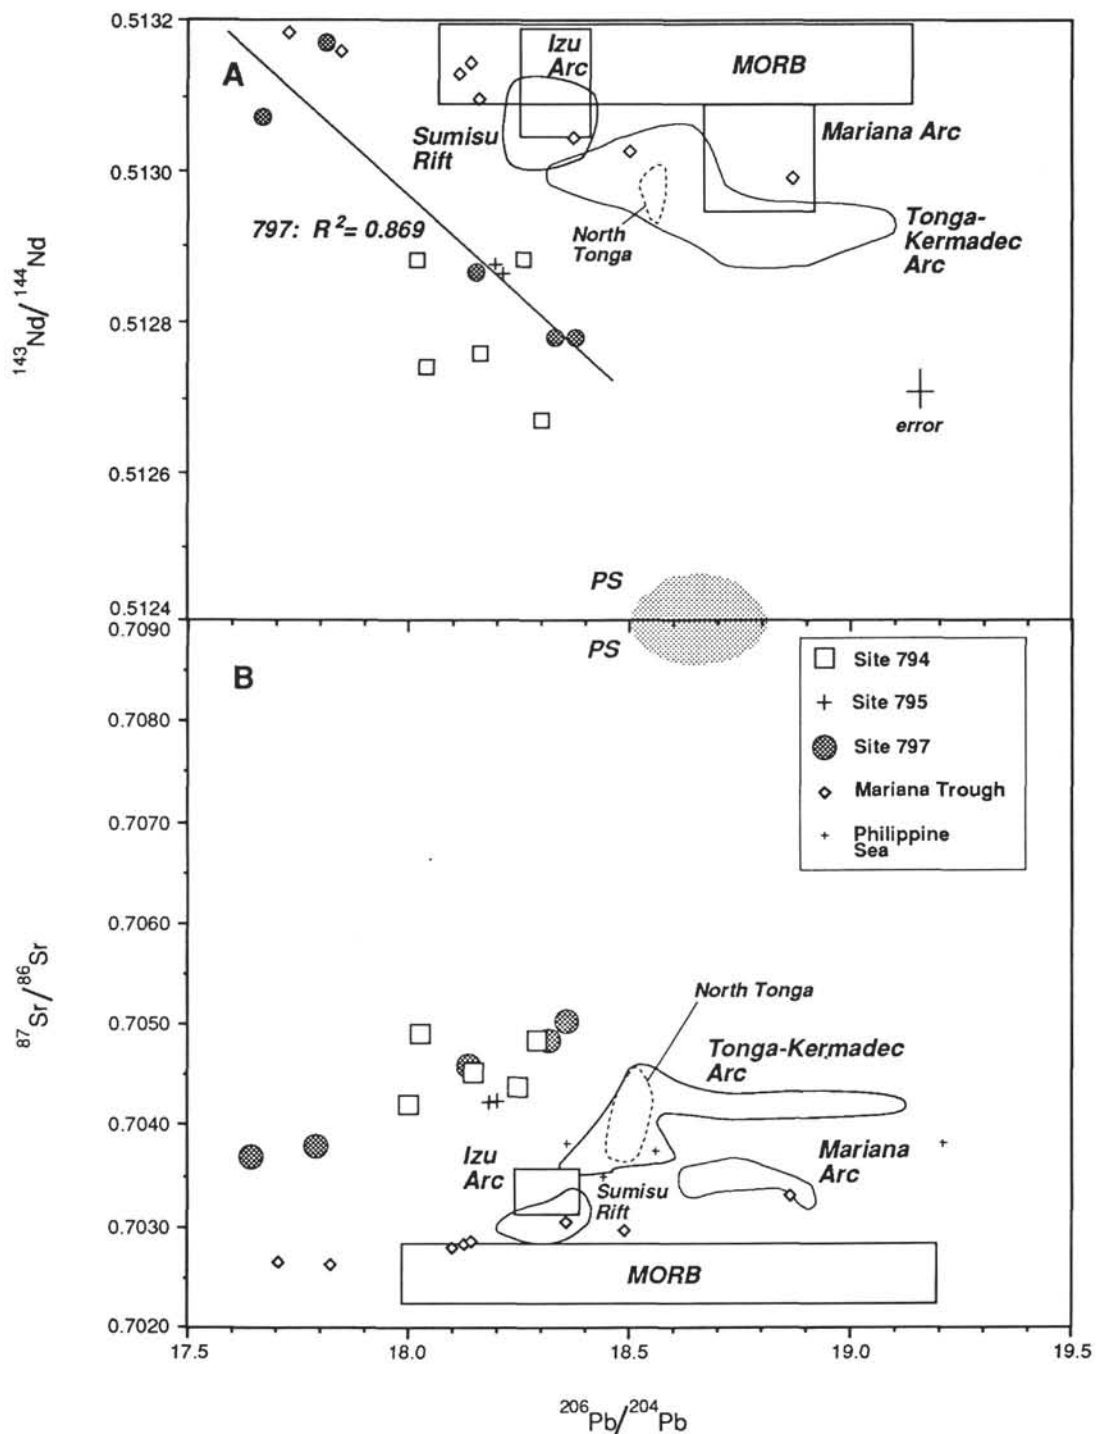 0.5132
A
Izu
Arc
MORB
Sumisu
Rift
Mariana Arc
0.5130
797: R²= 0.869
North
Tonga
Tonga-
Kermadec
Arc
¹⁴³Nd/¹⁴⁴Nd
0.5128
error
0.5126
PS
0.5124
0.7090
PS
B
Site 794
Site 795
Site 797
Mariana Trough
Philippine
Sea
0.7080
0.7070
0.7060
⁸⁷Sr/⁸⁶Sr
North Tonga
0.7050
Tonga-Kermadec
Arc
0.7040
Izu
Arc
Mariana
Arc
Sumisu
Rift
0.7030
MORB
0.7020
17.5
18.0
18.5
19.0
19.5
²⁰⁶Pb/²⁰⁴Pb